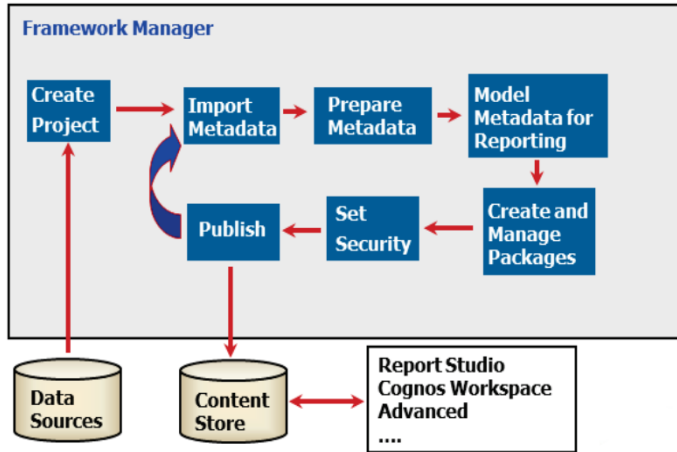 Framework Manager
Create
Project
Import
Metadata
Prepare
Metadata
Model
Metadata for
Reporting
Publish
Set
Security
Create and
Manage
Packages
Data
Sources
Content
Store
Report Studio
Cognos Workspace
Advanced
....